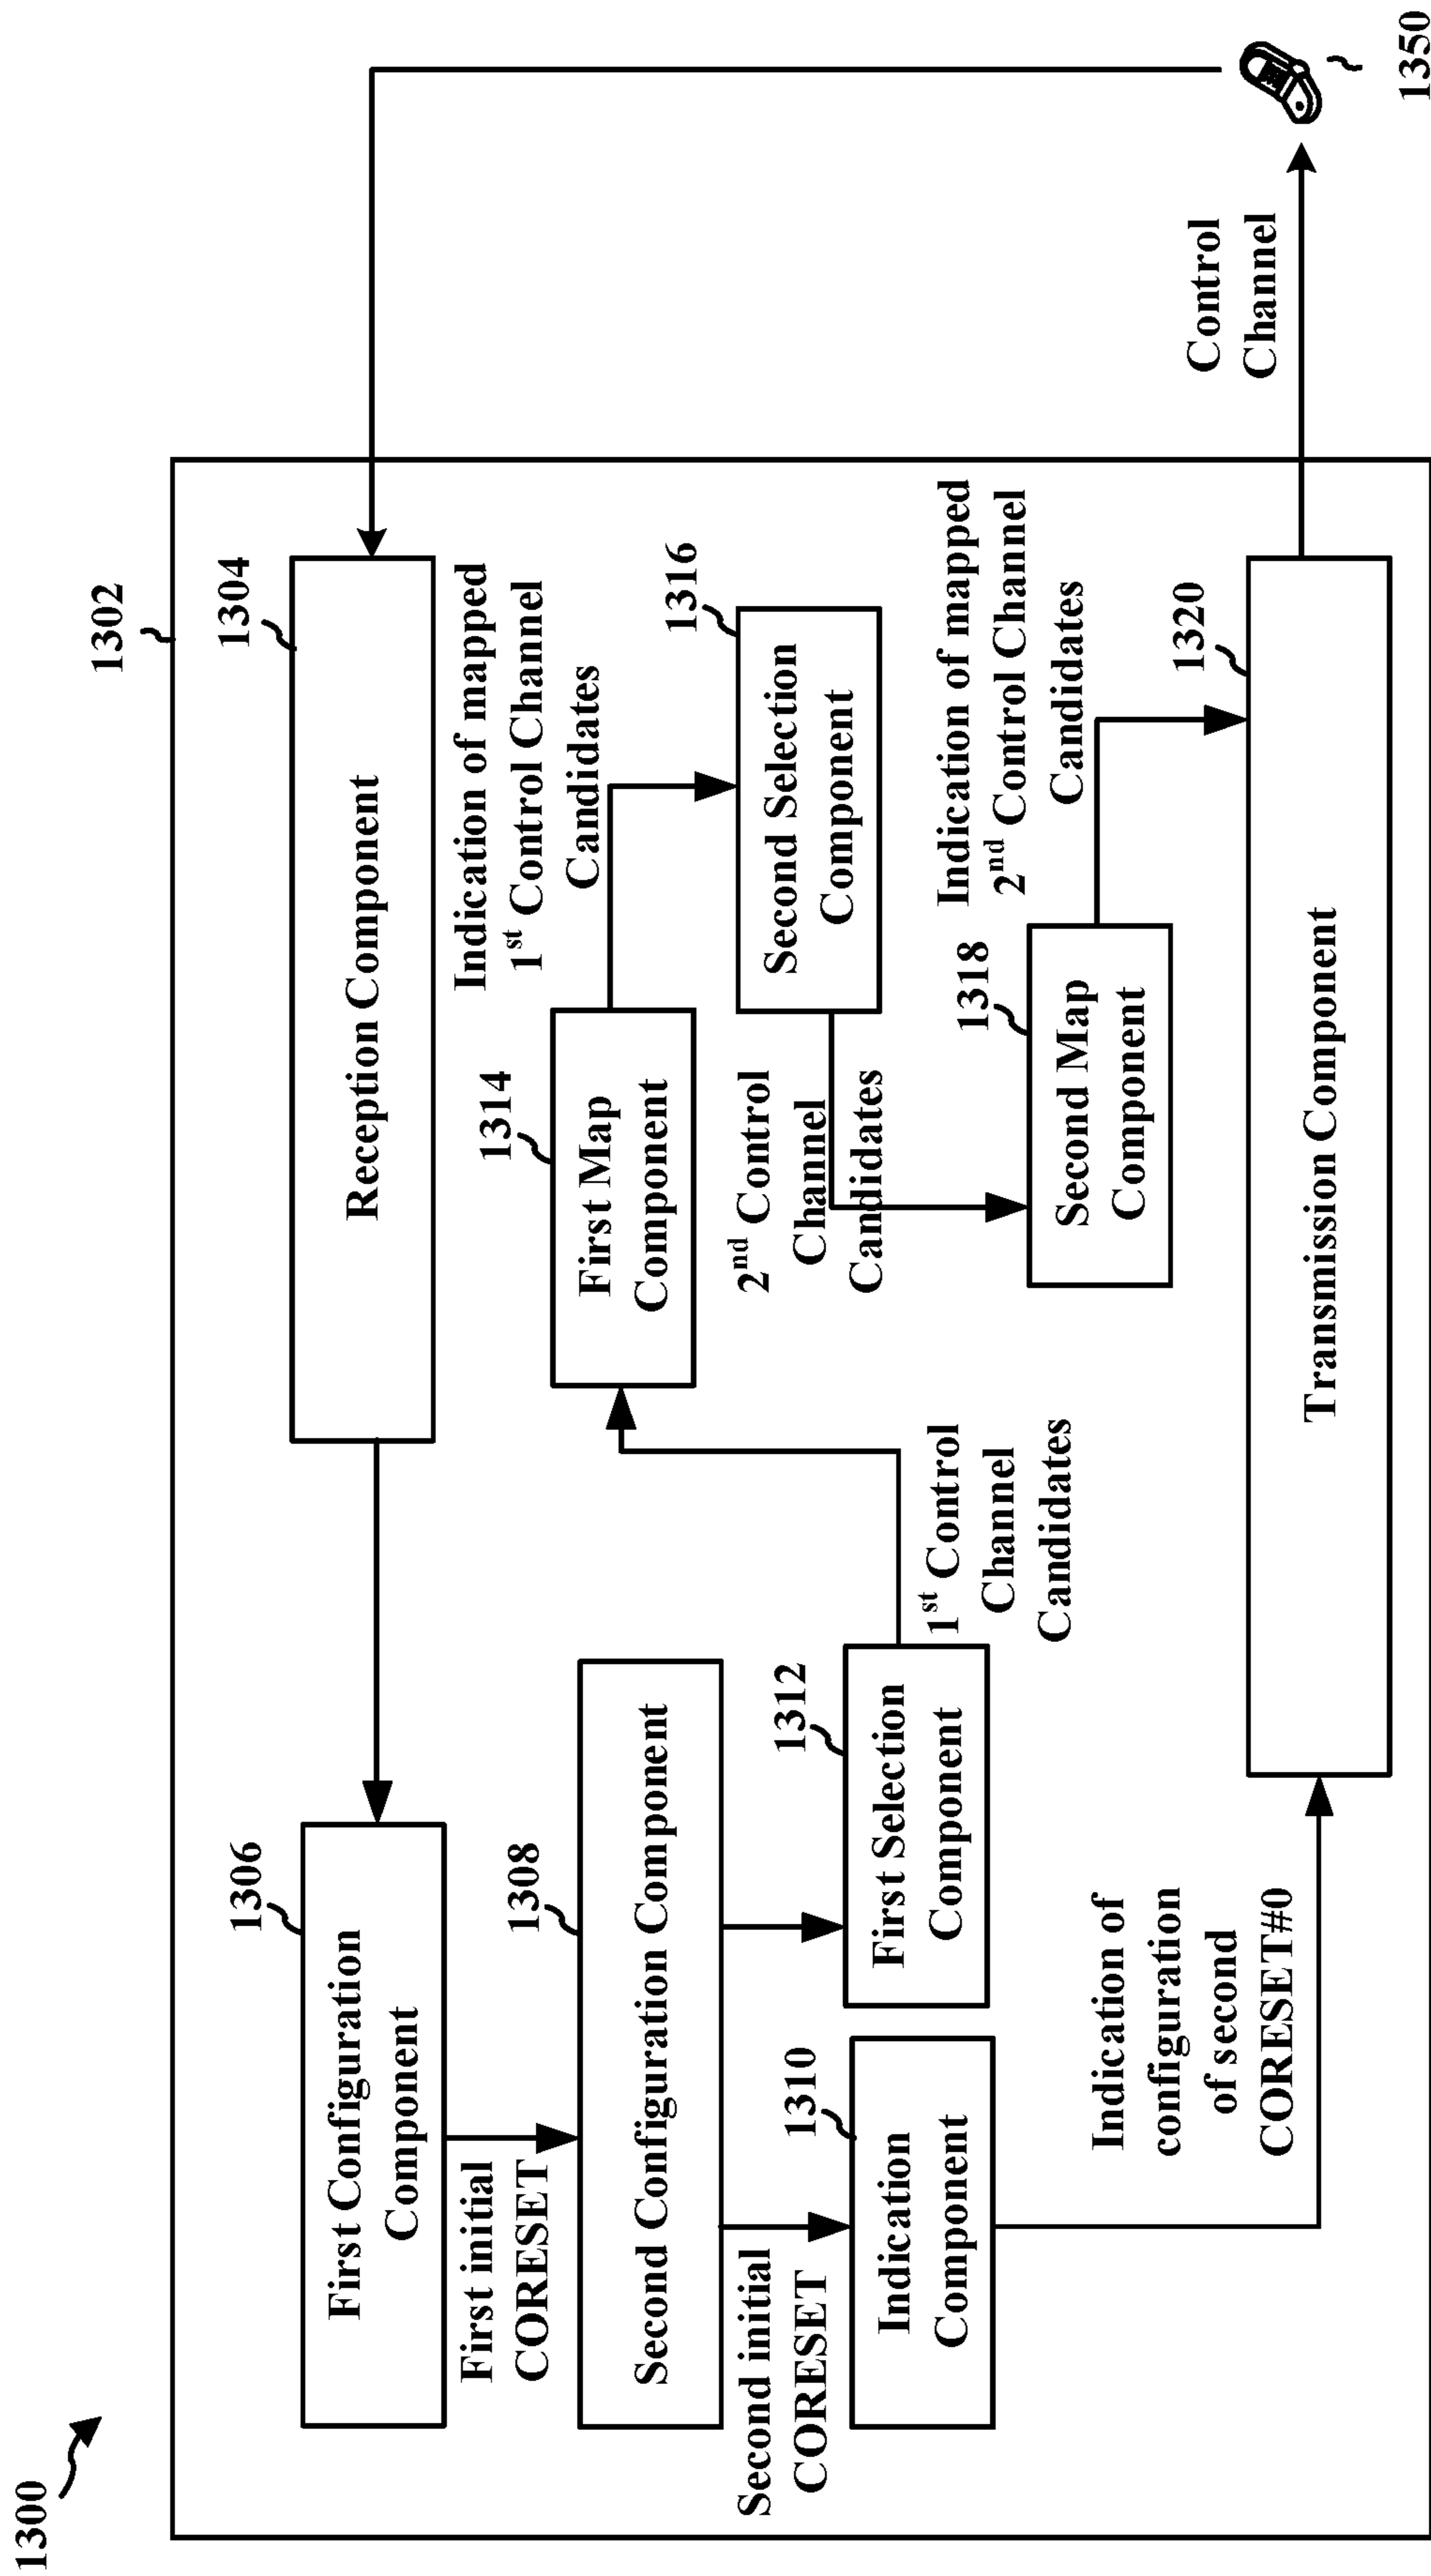 1300
1302
1304
Reception Component
1306
First Configuration
Component
First initial
CORESET
1308
Second Configuration Component
Second initial
CORESET
1310
Indication
Component
Indication of
configuration
of second
CORESET#0
1312
First Selection
Component
1st Control
Channel
Candidates
1314
First Map
Component
Indication of mapped
1st Control Channel
Candidates
1316
Second Selection
Component
2nd Control
Channel
Candidates
1318
Second Map
Component
Indication of mapped
2nd Control Channel
Candidates
1320
Transmission Component
Control
Channel
1350